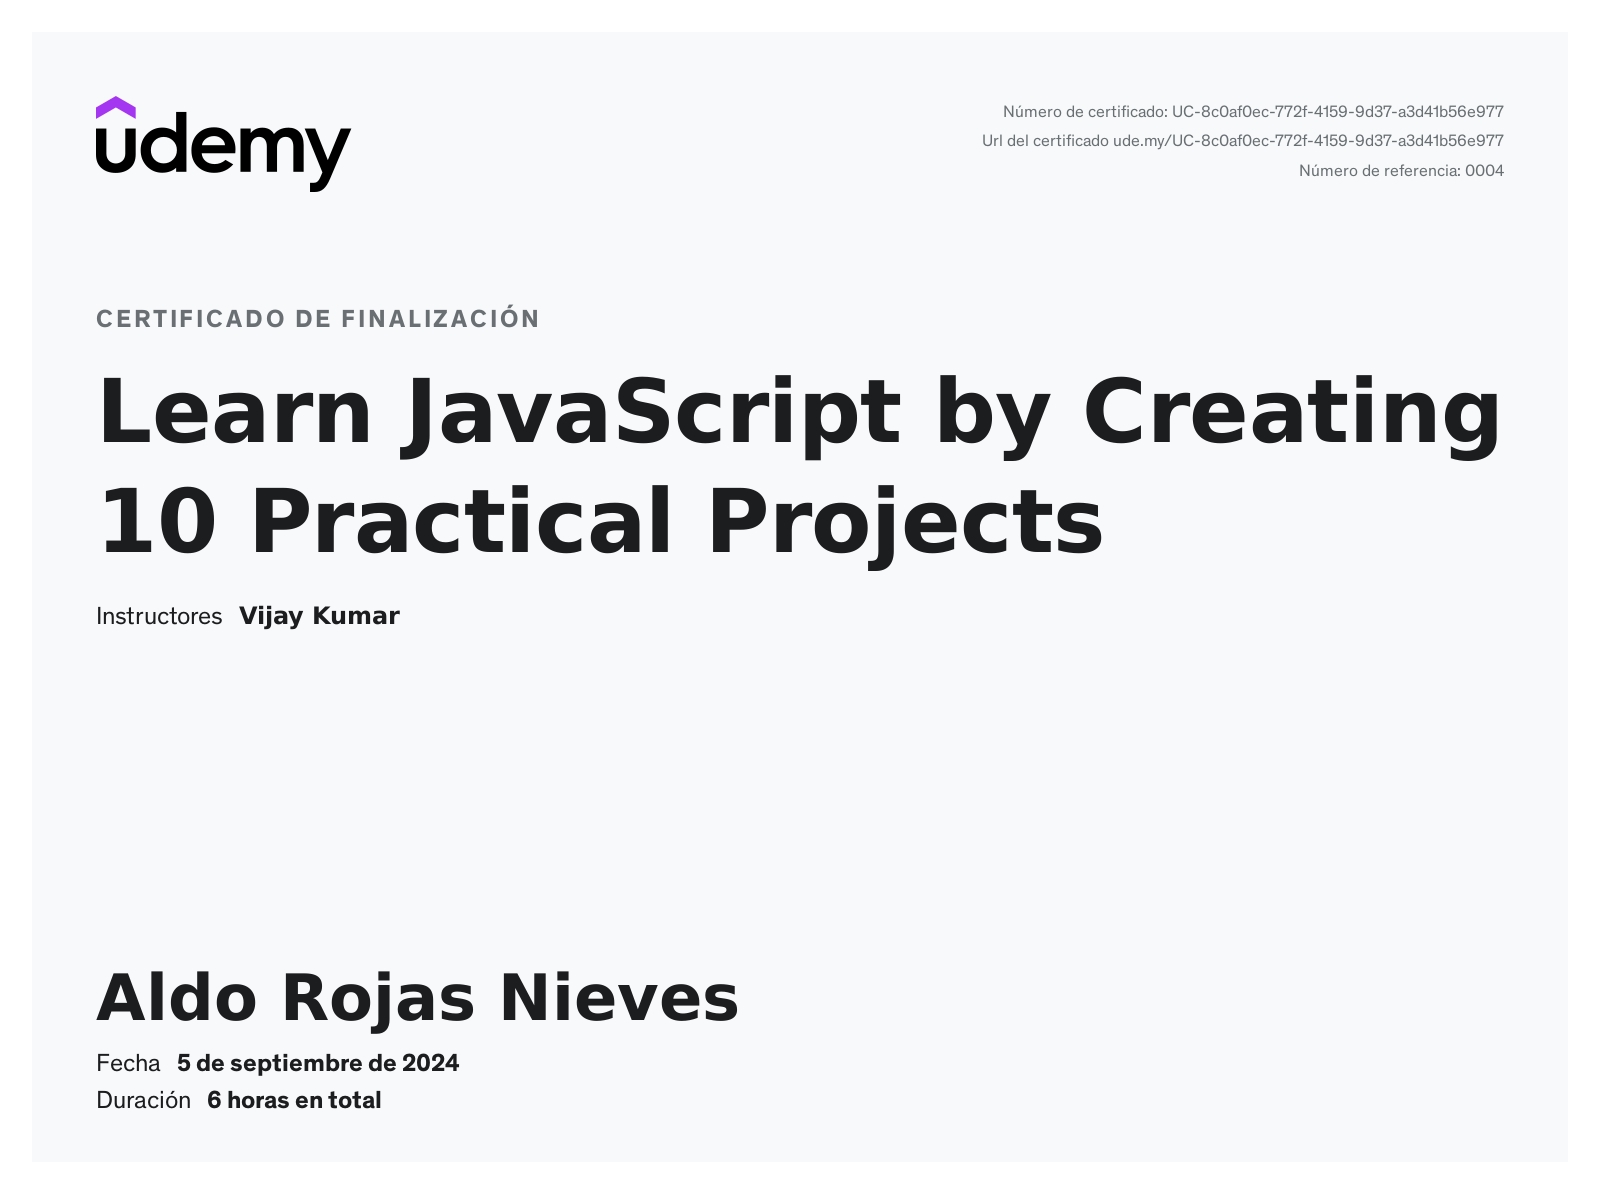 udemy
Número de certificado: UC-8c0af0ec-772f-4159-9d37-a3d41b56e977
Url del certificado ude.my/UC-8c0af0ec-772f-4159-9d37-a3d41b56e977
Número de referencia: 0004
CERTIFICADO DE FINALIZACIÓN
Learn JavaScript by Creating
10 Practical Projects
Instructores Vijay Kumar
Aldo Rojas Nieves
Fecha 5 de septiembre de 2024
Duración 6 horas en total